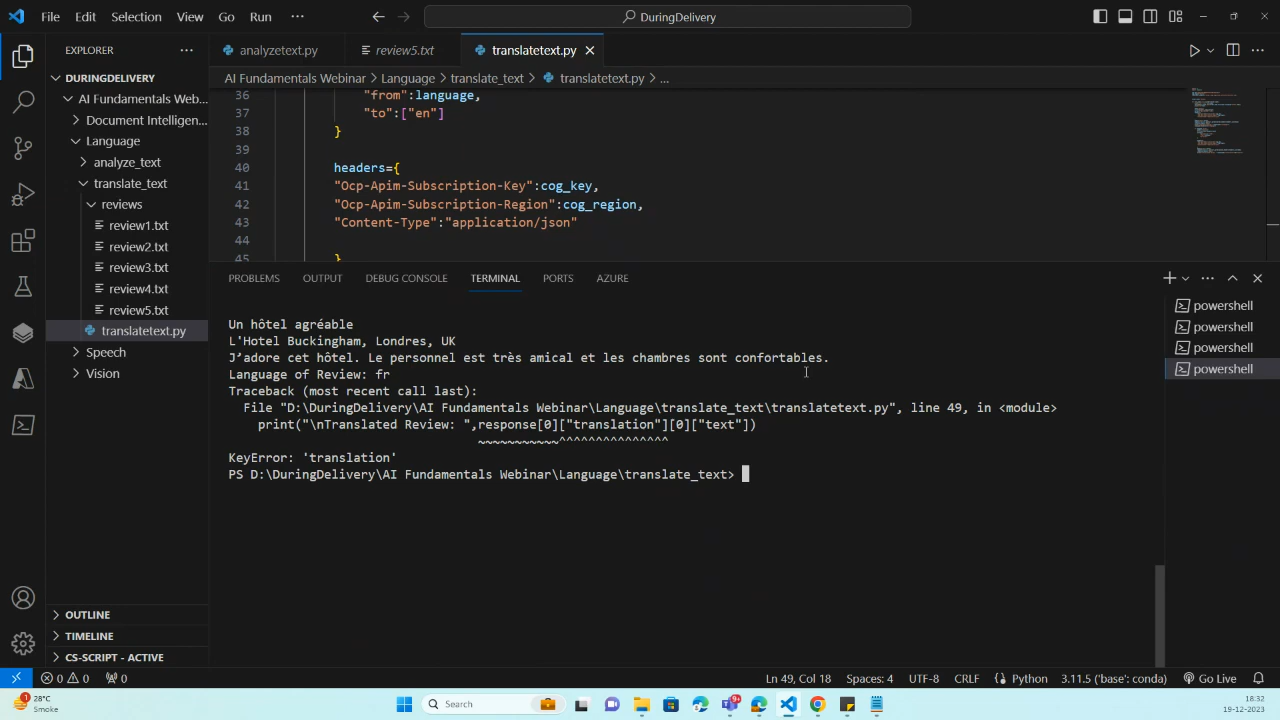 File Edit Selection View Go Run ··· DuringDelivery
EXPLORER
DURINGDELIVERY
AI Fundamentals Web...
Document Intelligen...
Language
analyze_text
translate_text
reviews
review1.txt
review2.txt
review3.txt
review4.txt
review5.txt
translatetext.py
Speech
Vision
OUTLINE
TIMELINE
CS-SCRIPT - ACTIVE
analyzetext.py review5.txt translatetext.py
AI Fundamentals Webinar > Language > translate_text > translatetext.py > ...
36 "from":language,
37 "to":["en"]
38 }
39
40 headers={
41 "Ocp-Apim-Subscription-Key":cog_key,
42 "Ocp-Apim-Subscription-Region":cog_region,
43 "Content-Type":"application/json"
44
45 }
PROBLEMS OUTPUT DEBUG CONSOLE TERMINAL PORTS AZURE
Un hôtel agréable
L'Hotel Buckingham, Londres, UK
J’adore cet hôtel. Le personnel est très amical et les chambres sont confortables.
Language of Review: fr
Traceback (most recent call last):
File "D:\DuringDelivery\AI Fundamentals Webinar\Language\translate_text\translatetext.py", line 49, in <module>
print("\nTranslated Review: ",response[0]["translation"][0]["text"])
~~~~~~~~~~~^^^^^^^^^^^^^^^
KeyError: 'translation'
PS D:\DuringDelivery\AI Fundamentals Webinar\Language\translate_text>
powershell
powershell
powershell
powershell
0 0 0 Ln 49, Col 18 Spaces: 4 UTF-8 CRLF Python 3.11.5 ('base': conda) Go Live
28°C
Smoke
Search
18:32
19-12-2023